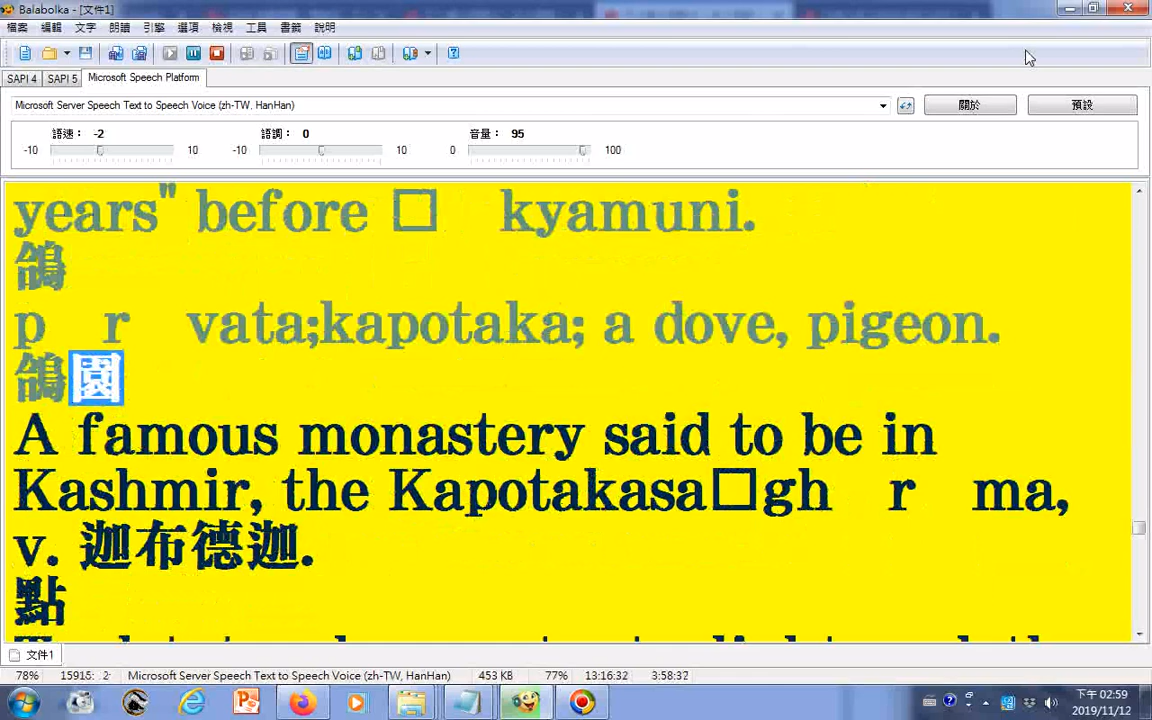 Balabolka - [文件1]
檔案 編輯 文字 朗讀 引擎 選項 檢視 工具 書籤 說明
SAPI 4 SAPI 5 Microsoft Speech Platform
Microsoft Server Speech Text to Speech Voice (zh-TW, HanHan) 關於 預設
語速： -2 語調： 0 音量： 95
-10 10 -10 10 0 100
years" before □ kyamuni.
鴿
p r vata;kapotaka; a dove, pigeon.
鴿園
A famous monastery said to be in
Kashmir, the Kapotakasa□gh r ma,
v. 迦布德迦.
點
文件1
78% Microsoft Server Speech Text to Speech Voice (zh-TW, HanHan) 453 KB 77% 13:16:32 3:58:32
下午 02:59
2019/11/12